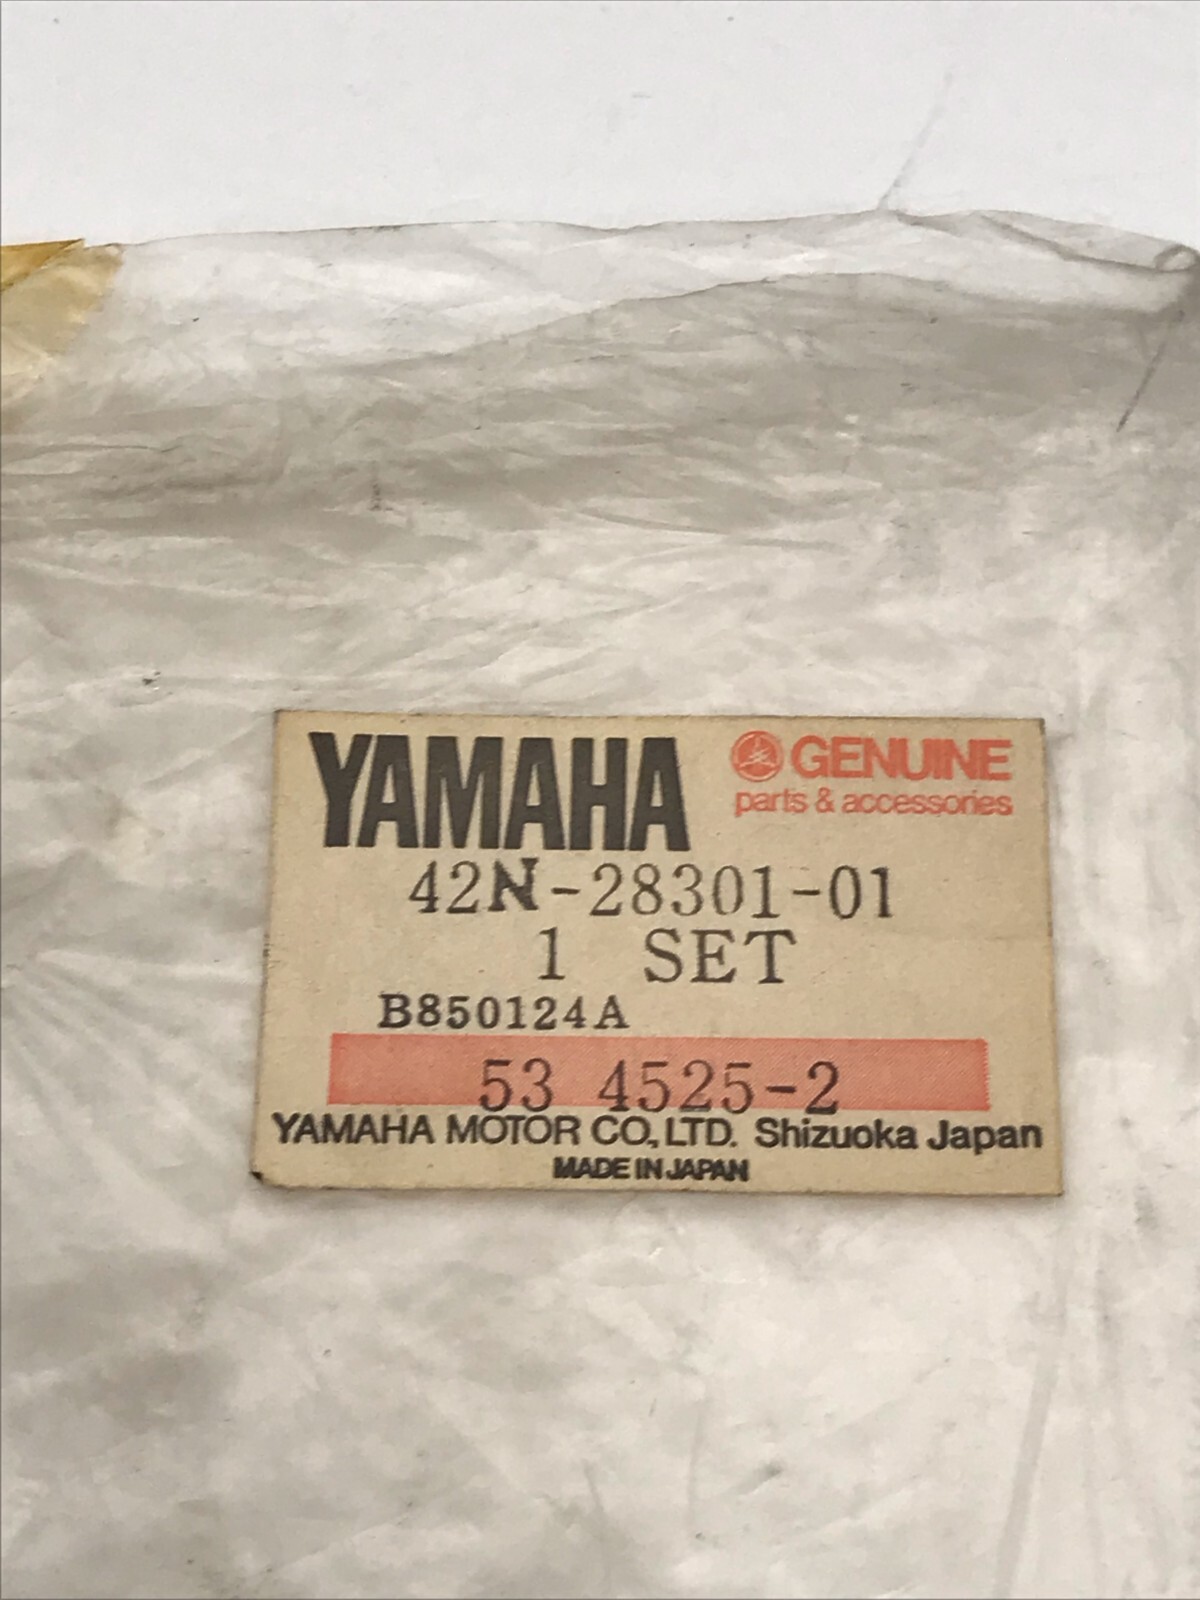 YAMAHA GENUINE
parts & accessories
42N-28301-01
1 SET
B850124A
53 4525-2
YAMAHA MOTOR CO., LTD. Shizuoka Japan
MADE IN JAPAN